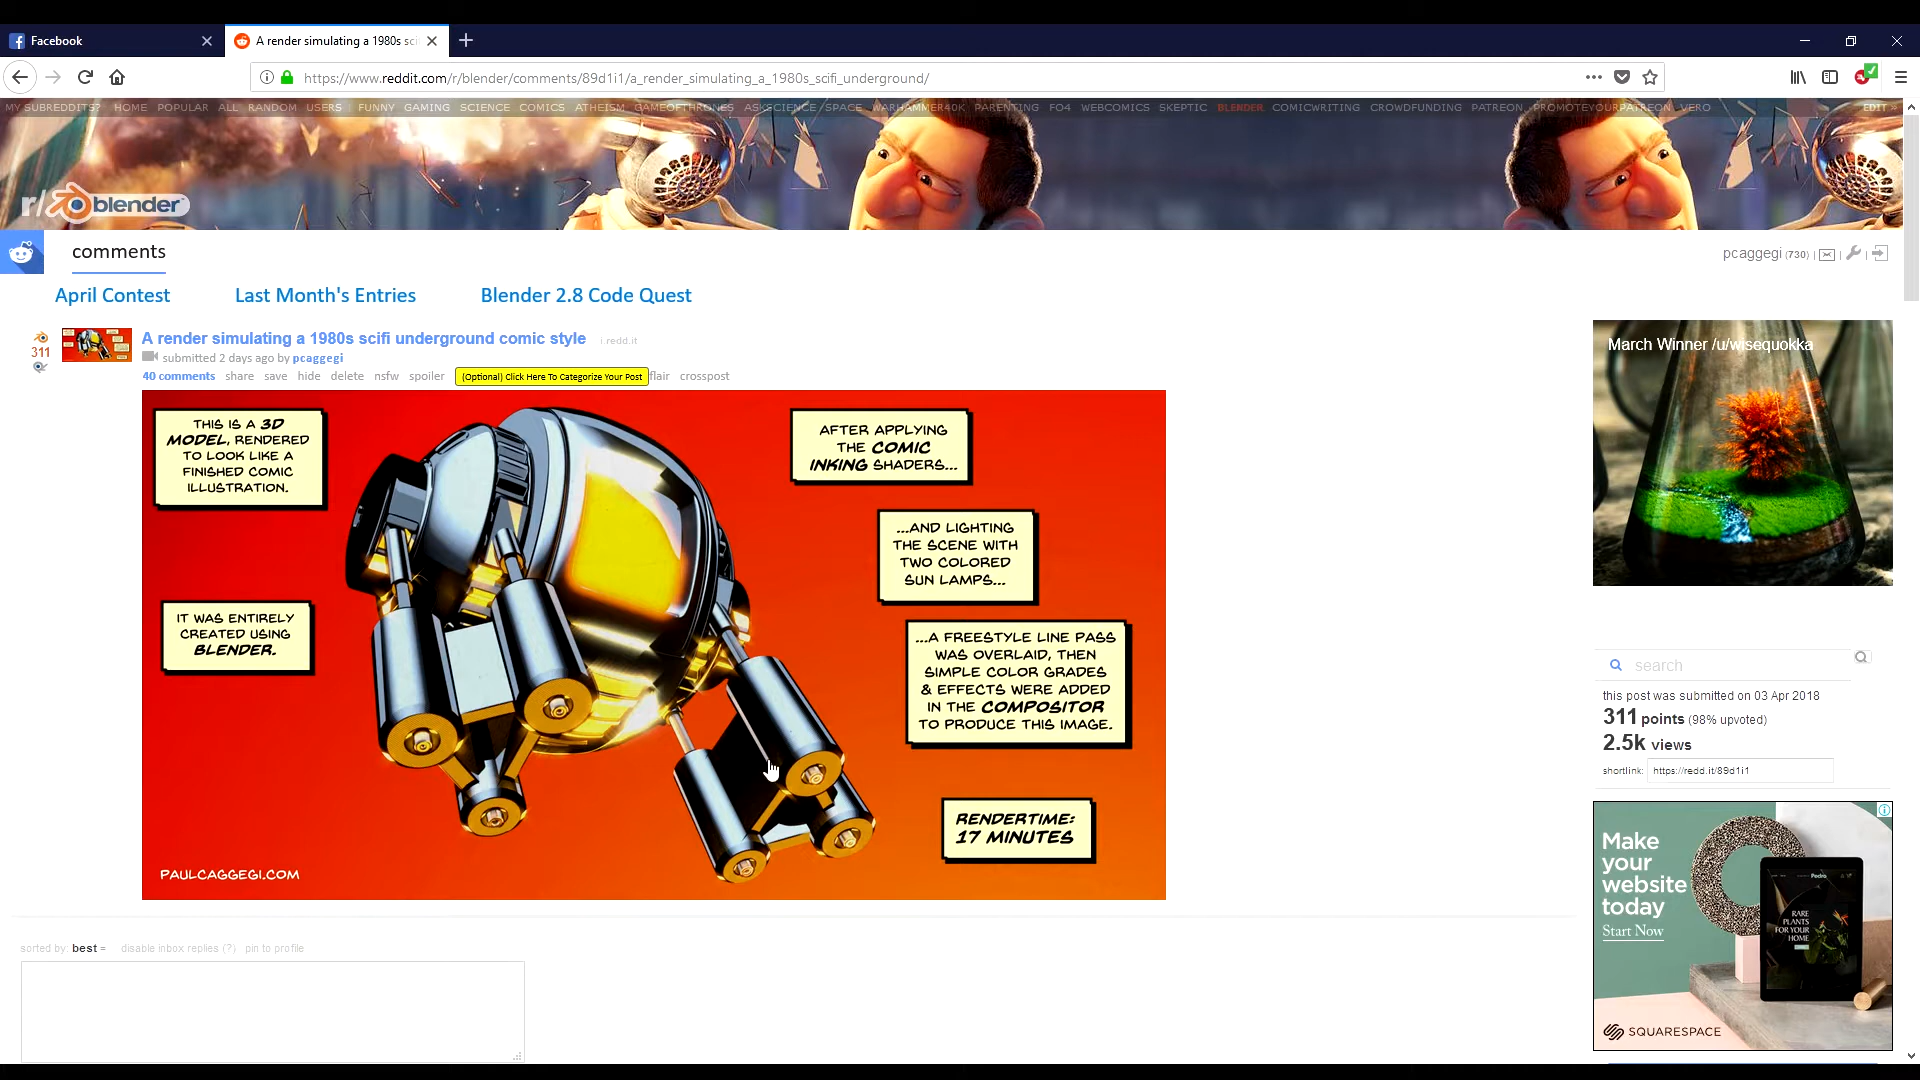 Facebook
A render simulating a 1980s sci
https://www.reddit.com/r/blender/comments/89d1i1/a_render_simulating_a_1980s_scifi_underground/
MY SUBREDDITS? HOME POPULAR ALL RANDOM USERS | FUNNY GAMING SCIENCE COMICS ATHEISM GAMEOFTHRONES ASKSCIENCE SPACE WARHAMMER40K PARENTING FO4 WEBCOMICS SKEPTIC BLENDER COMICWRITING CROWDFUNDING PATREON PROMOTEYOURPATREON VERO EDIT »
r/blender
comments
pcaggegi (730)
April Contest Last Month's Entries Blender 2.8 Code Quest
311
A render simulating a 1980s scifi underground comic style i.redd.it
submitted 2 days ago by pcaggegi
40 comments share save hide delete nsfw spoiler (Optional) Click Here To Categorize Your Post flair crosspost
THIS IS A 3D
MODEL, RENDERED
TO LOOK LIKE A
FINISHED COMIC
ILLUSTRATION.
IT WAS ENTIRELY
CREATED USING
BLENDER.
AFTER APPLYING
THE COMIC
INKING SHADERS...
...AND LIGHTING
THE SCENE WITH
TWO COLORED
SUN LAMPS...
...A FREESTYLE LINE PASS
WAS OVERLAID, THEN
SIMPLE COLOR GRADES
& EFFECTS WERE ADDED
IN THE COMPOSITOR
TO PRODUCE THIS IMAGE.
RENDERTIME:
17 MINUTES
PAULCAGGEGI.COM
March Winner /u/wisequokka
search
this post was submitted on 03 Apr 2018
311 points (98% upvoted)
2.5k views
shortlink: https://redd.it/89d1i1
Make
your
website
today
Start Now
Pedro
RARE
PLANTS
FOR YOUR
HOME
SQUARESPACE
sorted by: best
disable inbox replies (?) pin to profile